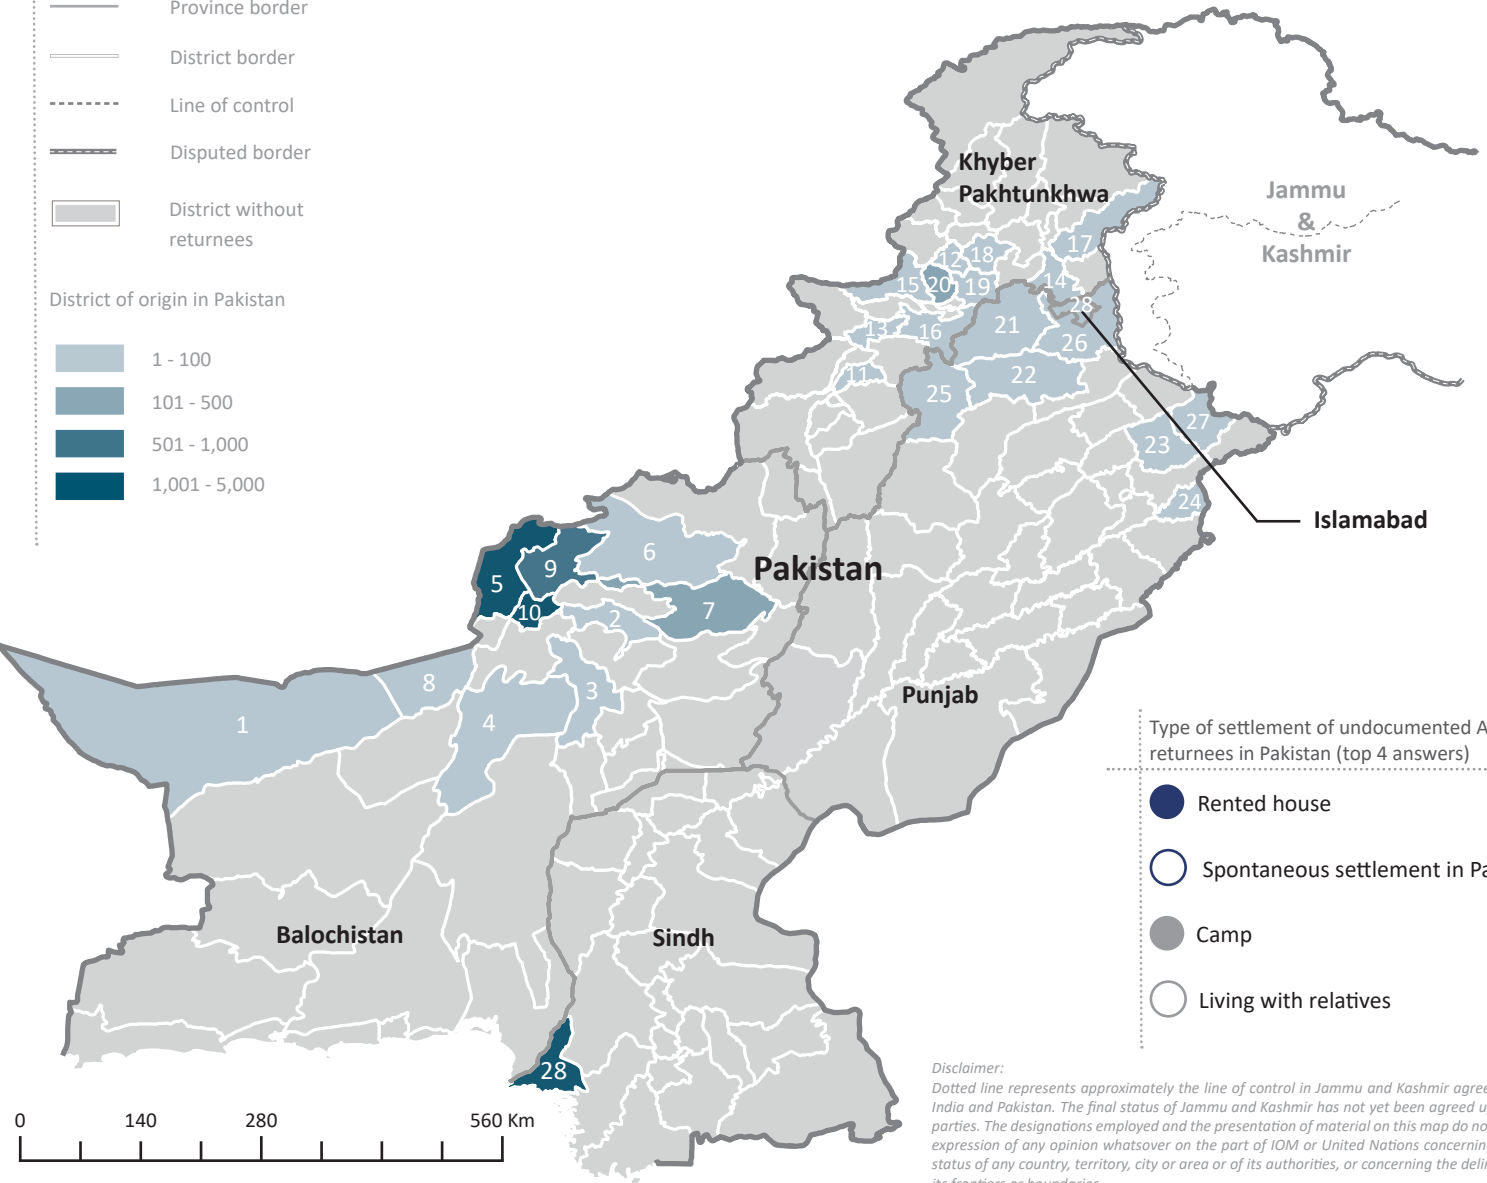 Province border
District border
Line of control
Disputed border
District without
returnees
District of origin in Pakistan
1 - 100
101 - 500
501 - 1,000
1,001 - 5,000
Khyber
Pakhtunkhwa
Jammu
&
Kashmir
17
12
18
15
20
19
14
28
21
13
16
26
11
22
25
27
23
24
Islamabad
Pakistan
6
9
5
10
2
7
8
3
1
4
Punjab
Balochistan
Sindh
28
0
140
280
560 Km
Type of settlement of undocumented A
returnees in Pakistan (top 4 answers)
Rented house
Spontaneous settlement in Pa
Camp
Living with relatives
Disclaimer:
Dotted line represents approximately the line of control in Jammu and Kashmir agree
India and Pakistan. The final status of Jammu and Kashmir has not yet been agreed u
parties. The designations employed and the presentation of material on this map do no
expression of any opinion whatsover on the part of IOM or United Nations concernin
status of any country, territory, city or area or of its authorities, or concerning the delin
its frontiers or boundaries